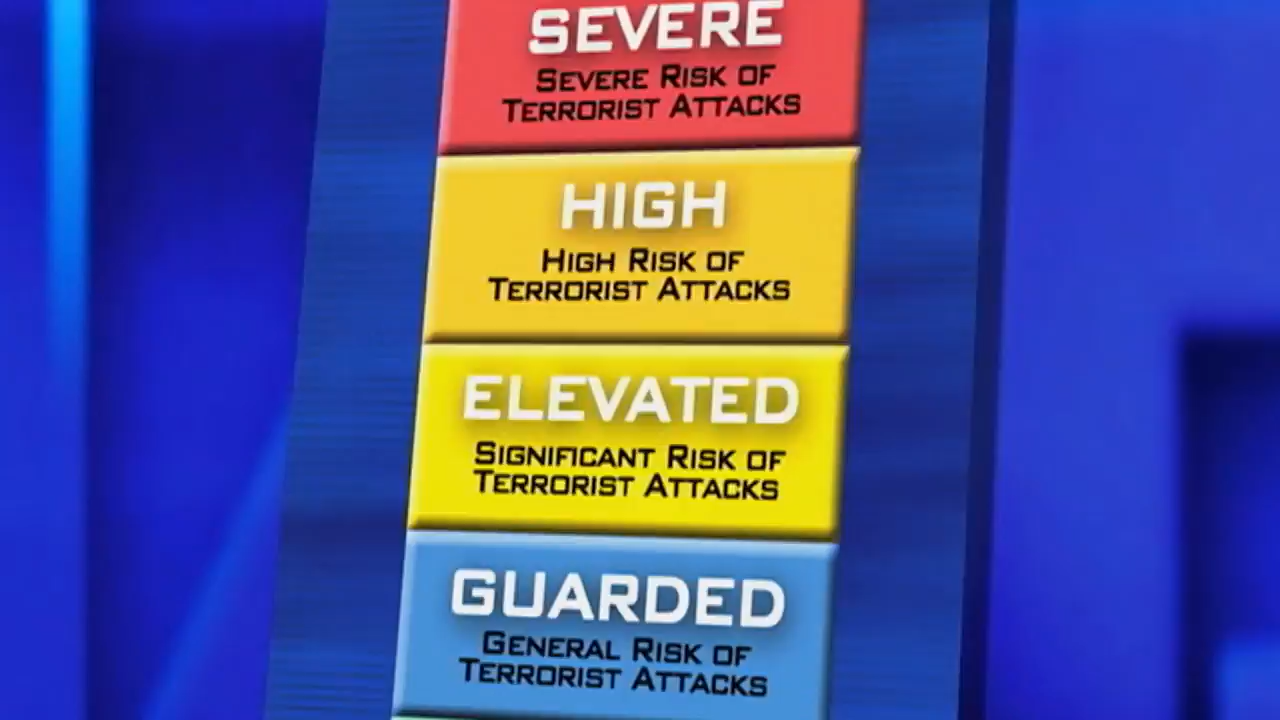 SEVERE
SEVERE RISK OF
TERRORIST ATTACKS
HIGH
HIGH RISK OF
TERRORIST ATTACKS
ELEVATED
SIGNIFICANT RISK OF
TERRORIST ATTACKS
GUARDED
GENERAL RISK OF
TERRORIST ATTACKS